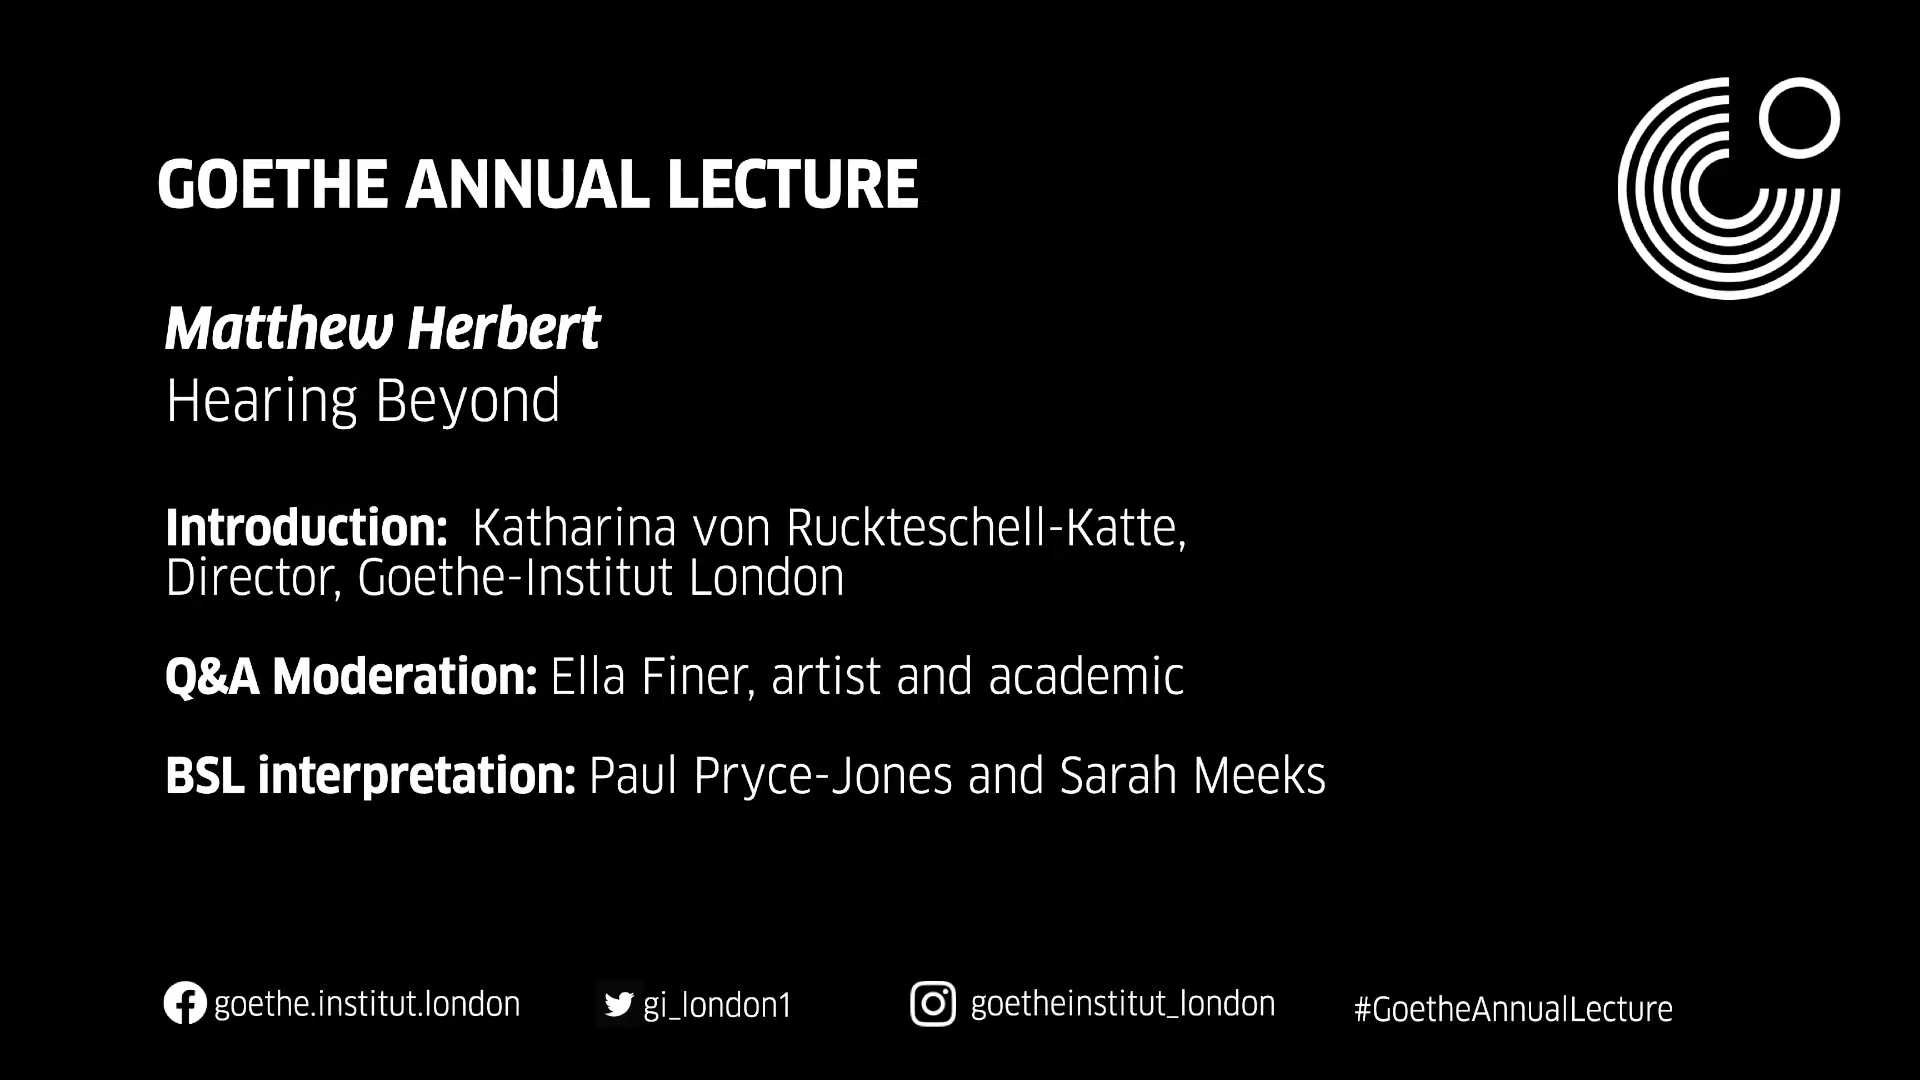 GOETHE ANNUAL LECTURE
Matthew Herbert
Hearing Beyond
Introduction: Katharina von Ruckteschell-Katte,
Director, Goethe-Institut London
Q&A Moderation: Ella Finer, artist and academic
BSL interpretation: Paul Pryce-Jones and Sarah Meeks
goethe.institut.london
gi_london1
goetheinstitut_london
#GoetheAnnualLecture